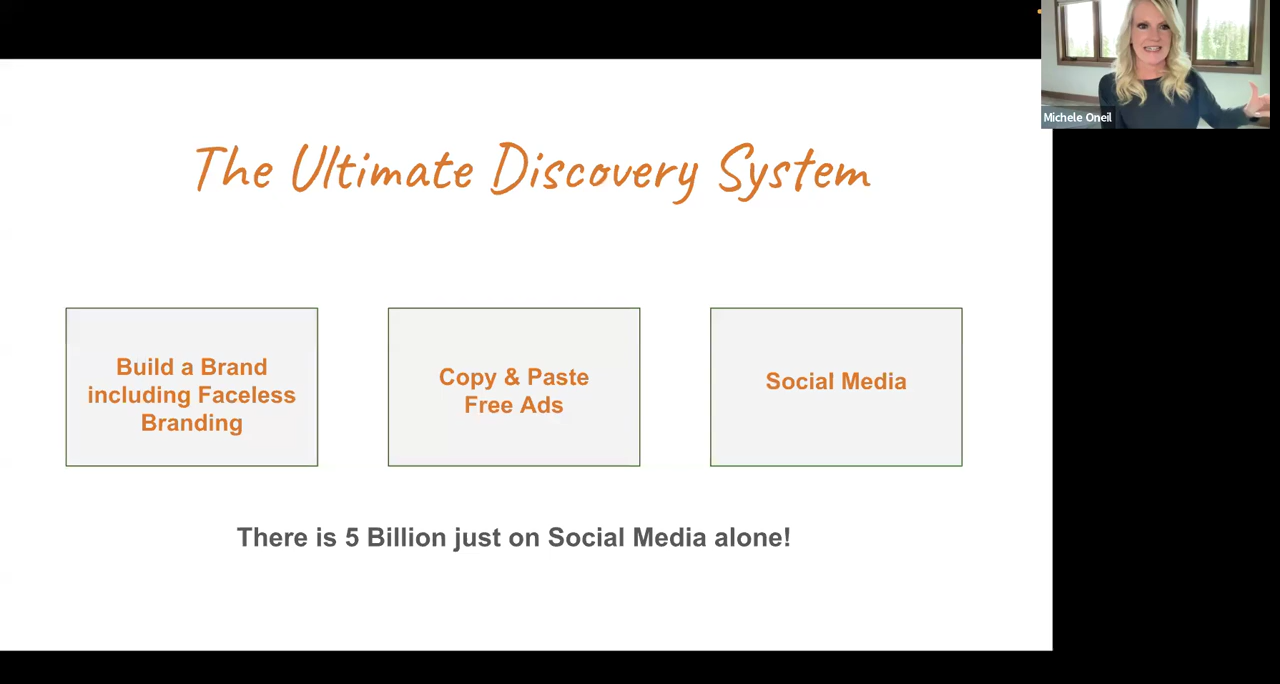 Michele Oneil
The Ultimate Discovery System
Build a Brand
including Faceless
Branding
Copy & Paste
Free Ads
Social Media
There is 5 Billion just on Social Media alone!